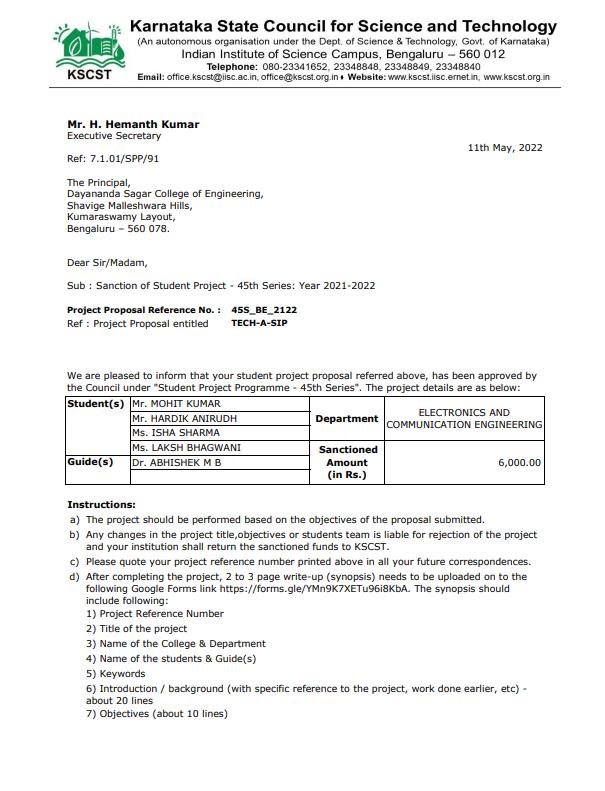 KSCST
Karnataka State Council for Science and Technology
(An autonomous organisation under the Dept. of Science & Technology, Govt. of Karnataka)
Indian Institute of Science Campus, Bengaluru – 560 012
Telephone: 080-23341652, 23348848, 23348849, 23348840
Email: office.kscst@iisc.ac.in, office@kscst.org.in ♦ Website: www.kscst.iisc.ernet.in, www.kscst.org.in
Mr. H. Hemanth Kumar
Executive Secretary
11th May, 2022
Ref: 7.1.01/SPP/91
The Principal,
Dayananda Sagar College of Engineering,
Shavige Malleshwara Hills,
Kumaraswamy Layout,
Bengaluru – 560 078.
Dear Sir/Madam,
Sub : Sanction of Student Project - 45th Series: Year 2021-2022
Project Proposal Reference No. : 45S_BE_2122
Ref : Project Proposal entitled TECH-A-SIP
We are pleased to inform that your student project proposal referred above, has been approved by
the Council under "Student Project Programme - 45th Series". The project details are as below:
Student(s)
Mr. MOHIT KUMAR
Mr. HARDIK ANIRUDH
Ms. ISHA SHARMA
Ms. LAKSH BHAGWANI
Department
ELECTRONICS AND
COMMUNICATION ENGINEERING
Guide(s)
Dr. ABHISHEK M B
Sanctioned
Amount
(in Rs.)
6,000.00
Instructions:
a) The project should be performed based on the objectives of the proposal submitted.
b) Any changes in the project title,objectives or students team is liable for rejection of the project
and your institution shall return the sanctioned funds to KSCST.
c) Please quote your project reference number printed above in all your future correspondences.
d) After completing the project, 2 to 3 page write-up (synopsis) needs to be uploaded on to the
following Google Forms link https://forms.gle/YMn9K7XETu96i8KbA. The synopsis should
include following:
1) Project Reference Number
2) Title of the project
3) Name of the College & Department
4) Name of the students & Guide(s)
5) Keywords
6) Introduction / background (with specific reference to the project, work done earlier, etc) -
about 20 lines
7) Objectives (about 10 lines)